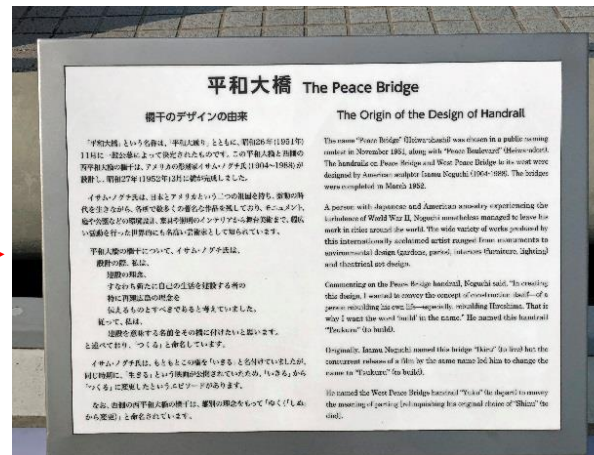 平和大橋 The Peace Bridge
橋干のデザインの由来
「平和大橋」という名称は、「平和大通り」とともに、昭和26年(1951年)
11月に一般公募によって決定されたものです。この平和大橋と西側の
西平和大橋の橋干は、アメリカの彫刻家イサム・ノグチ氏(1904~1988)が
設計し、昭和27年(1952年)3月に橋が完成しました。
イサム・ノグチ氏は、日本とアメリカという二つの祖国を持ち、激動の時
代を生きながら、各所で数多くの著名な作品を残しており、モニュメント、
庭や公園などの環境設計、家具や照明のインテリアから舞台美術まで、幅広
い活動を行った世界的にも名高い芸術家として知られています。
平和大橋の橋干について、イサム・ノグチ氏は、
設計の際、私は、
建設の理念、
すなわち新たに自己の生活を建設する者の
特に再興広島の理念を
伝えるものとすべきであると考えていました。
従って、私は、
建設を意味する名前をその橋に付けたいと思います。
と述べており、「つくる」と命名しています。
イサム・ノグチ氏は、もともとこの橋を「いきる」と名付けていましたが、
同じ時期に、「生きる」という映画が公開されていたため、「いきる」から
「つくる」に変更したというエピソードがあります。
なお、西側の西平和大橋の橋干は、離別の理念をもって「ゆく(「しぬ」
から変更)」と命名されています。
The Origin of the Design of Handrail
The name "Peace Bridge" (Heiwa-ohashi) was chosen in a public naming
contest in November 1951, along with "Peace Boulevard" (Heiwa-odori).
The handrails on Peace Bridge and West Peace Bridge to its west were
designed by American sculptor Isamu Noguchi (1904-1988). The bridges
were completed in March 1952.
A person with Japanese and American ancestry experiencing the
turbulence of World War II, Noguchi nonetheless managed to leave his
mark in cities around the world. The wide variety of works produced by
this internationally acclaimed artist ranged from monuments to
environmental design (gardens, parks), interiors (furniture, lighting)
and theatrical set design.
Commenting on the Peace Bridge handrail, Noguchi said, "In creating
this design, I wanted to convey the concept of construction itself—of a
person rebuilding his own life—especially, rebuilding Hiroshima. That is
why I want the word 'build' in the name." He named this handrail
"Tsukuru" (to build).
Originally, Isamu Noguchi named this bridge "Ikiru" (to live) but the
concurrent release of a film by the same name led him to change the
name to "Tsukuru" (to build).
He named the West Peace Bridge handrail "Yuku" (to depart) to convey
the meaning of parting (relinquishing his original choice of "Shinu" (to
die)).